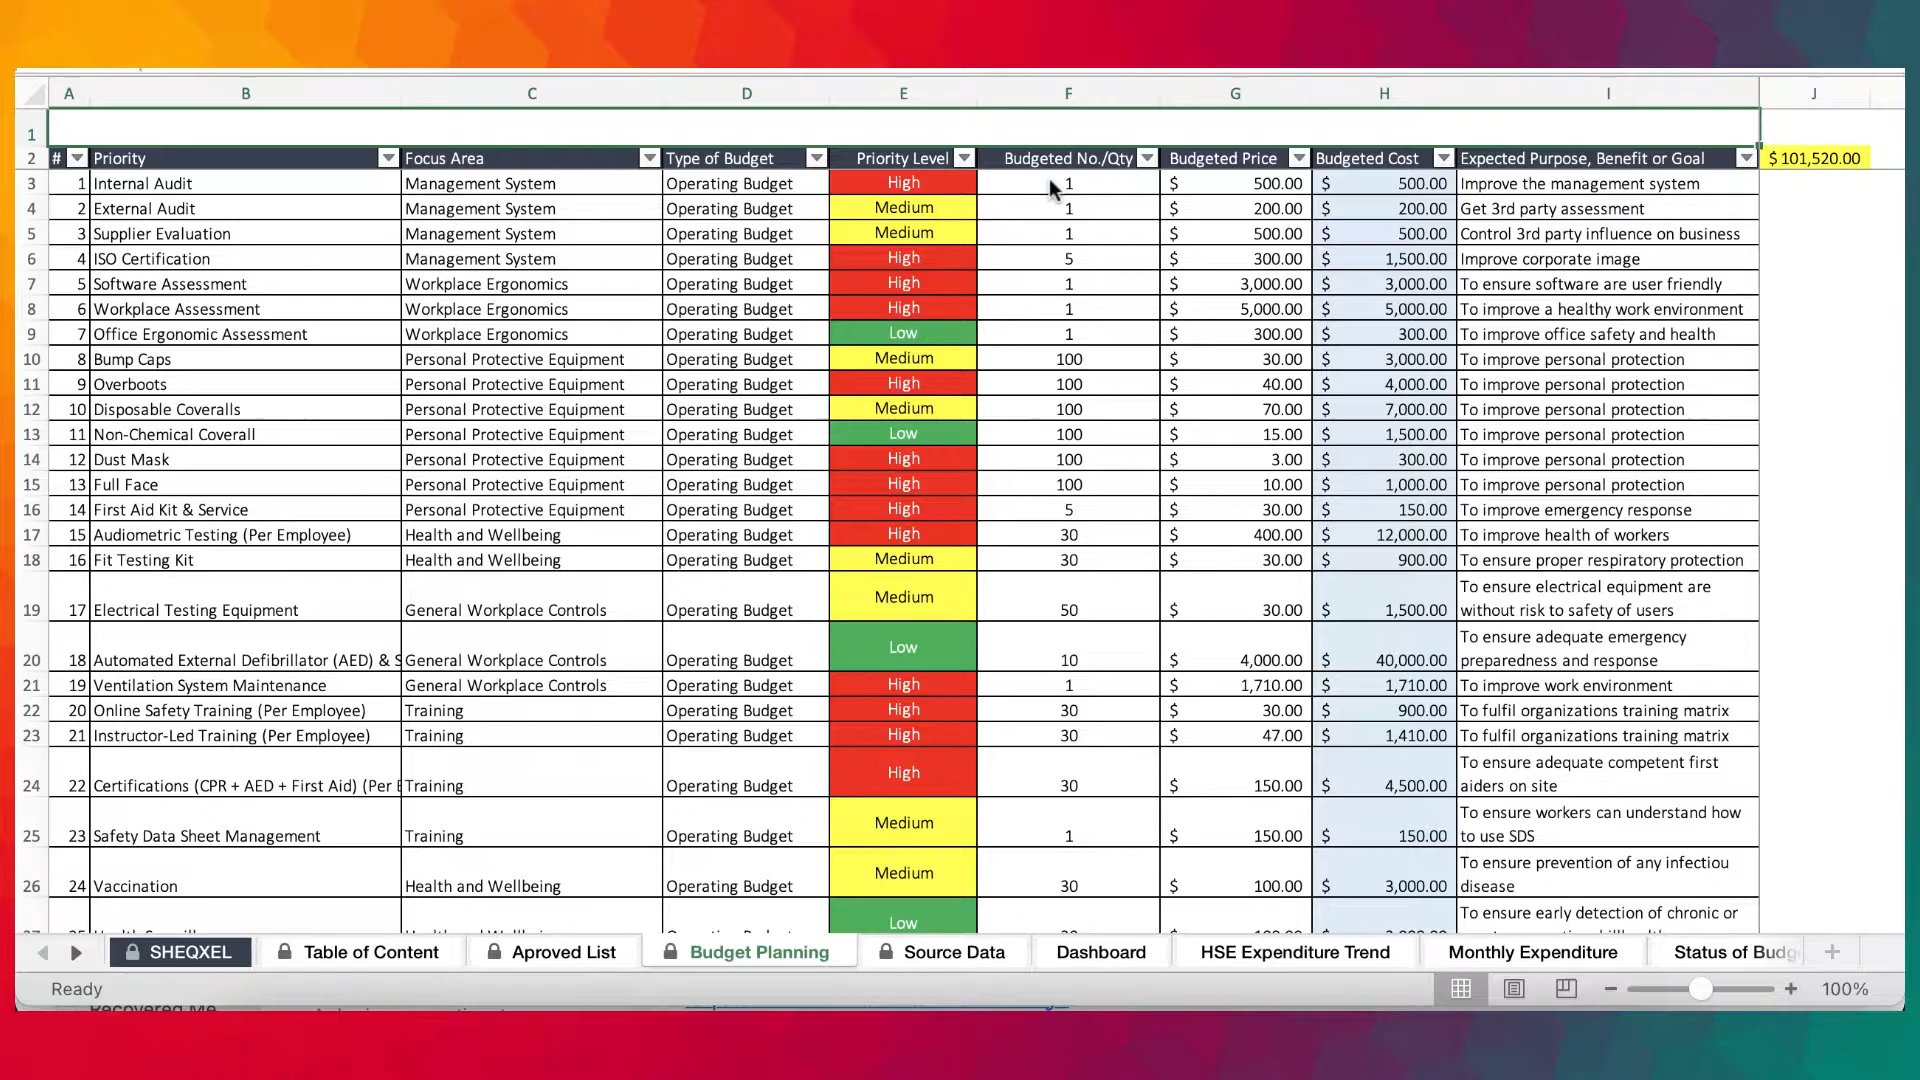 A B C D E F G H I J
1
2 # Priority Focus Area Type of Budget Priority Level Budgeted No./Qty Budgeted Price Budgeted Cost Expected Purpose, Benefit or Goal $ 101,520.00
3 1 Internal Audit Management System Operating Budget High 1 $ 500.00 $ 500.00 Improve the management system
4 2 External Audit Management System Operating Budget Medium 1 $ 200.00 $ 200.00 Get 3rd party assessment
5 3 Supplier Evaluation Management System Operating Budget Medium 1 $ 500.00 $ 500.00 Control 3rd party influence on business
6 4 ISO Certification Management System Operating Budget High 5 $ 300.00 $ 1,500.00 Improve corporate image
7 5 Software Assessment Workplace Ergonomics Operating Budget High 1 $ 3,000.00 $ 3,000.00 To ensure software are user friendly
8 6 Workplace Assessment Workplace Ergonomics Operating Budget High 1 $ 5,000.00 $ 5,000.00 To improve a healthy work environment
9 7 Office Ergonomic Assessment Workplace Ergonomics Operating Budget Low 1 $ 300.00 $ 300.00 To improve office safety and health
10 8 Bump Caps Personal Protective Equipment Operating Budget Medium 100 $ 30.00 $ 3,000.00 To improve personal protection
11 9 Overboots Personal Protective Equipment Operating Budget High 100 $ 40.00 $ 4,000.00 To improve personal protection
12 10 Disposable Coveralls Personal Protective Equipment Operating Budget Medium 100 $ 70.00 $ 7,000.00 To improve personal protection
13 11 Non-Chemical Coverall Personal Protective Equipment Operating Budget Low 100 $ 15.00 $ 1,500.00 To improve personal protection
14 12 Dust Mask Personal Protective Equipment Operating Budget High 100 $ 3.00 $ 300.00 To improve personal protection
15 13 Full Face Personal Protective Equipment Operating Budget High 100 $ 10.00 $ 1,000.00 To improve personal protection
16 14 First Aid Kit & Service Personal Protective Equipment Operating Budget High 5 $ 30.00 $ 150.00 To improve emergency response
17 15 Audiometric Testing (Per Employee) Health and Wellbeing Operating Budget High 30 $ 400.00 $ 12,000.00 To improve health of workers
18 16 Fit Testing Kit Health and Wellbeing Operating Budget Medium 30 $ 30.00 $ 900.00 To ensure proper respiratory protection
To ensure electrical equipment are
19 17 Electrical Testing Equipment General Workplace Controls Operating Budget Medium 50 $ 30.00 $ 1,500.00 without risk to safety of users
To ensure adequate emergency
20 18 Automated External Defibrillator (AED) & S General Workplace Controls Operating Budget Low 10 $ 4,000.00 $ 40,000.00 preparedness and response
21 19 Ventilation System Maintenance General Workplace Controls Operating Budget High 1 $ 1,710.00 $ 1,710.00 To improve work environment
22 20 Online Safety Training (Per Employee) Training Operating Budget High 30 $ 30.00 $ 900.00 To fulfil organizations training matrix
23 21 Instructor-Led Training (Per Employee) Training Operating Budget High 30 $ 47.00 $ 1,410.00 To fulfil organizations training matrix
To ensure adequate competent first
24 22 Certifications (CPR + AED + First Aid) (Per Training Operating Budget High 30 $ 150.00 $ 4,500.00 aiders on site
To ensure workers can understand how
25 23 Safety Data Sheet Management Training Operating Budget Medium 1 $ 150.00 $ 150.00 to use SDS
To ensure prevention of any infectiou
26 24 Vaccination Health and Wellbeing Operating Budget Medium 30 $ 100.00 $ 3,000.00 disease
Low To ensure early detection of chronic or
SHEQXEL Table of Content Aproved List Budget Planning Source Data Dashboard HSE Expenditure Trend Monthly Expenditure Status of Budg
Ready 100%